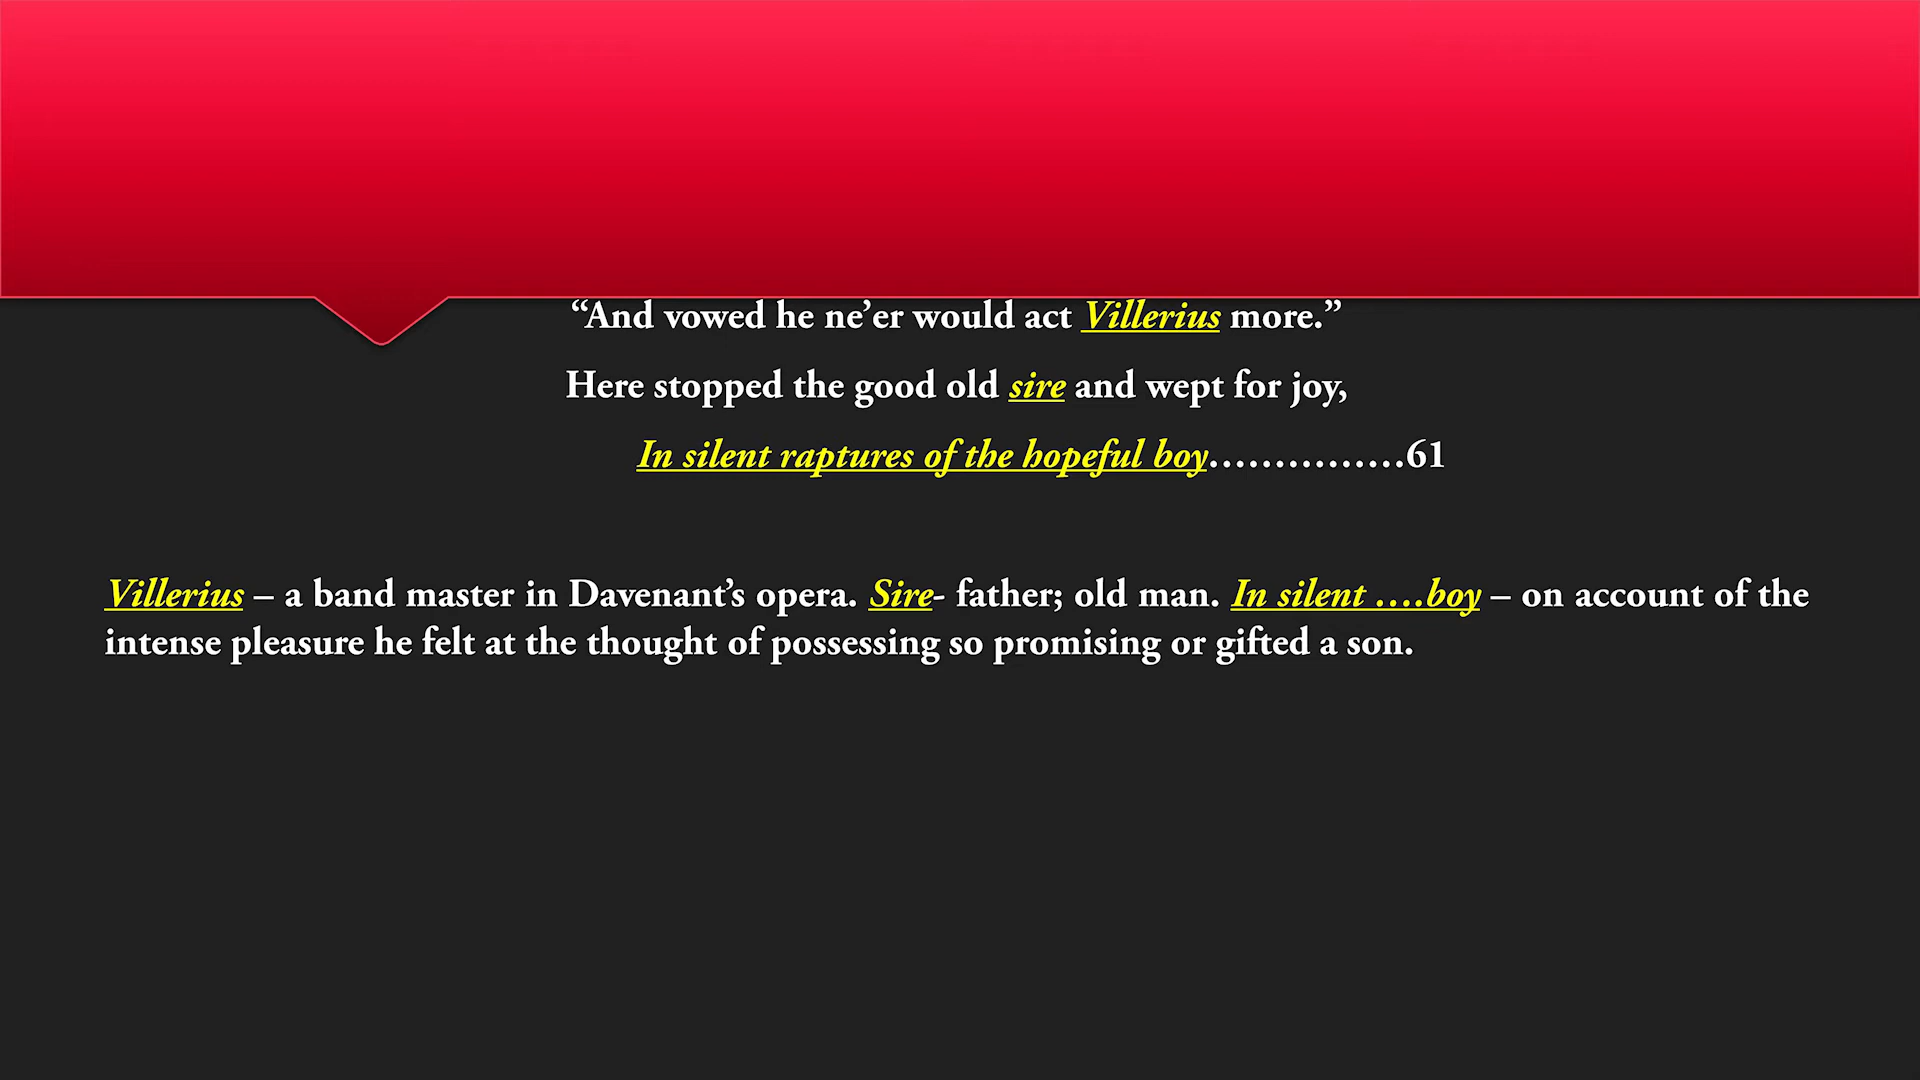 “And vowed he ne’er would act Villerius more.”
Here stopped the good old sire and wept for joy,
In silent raptures of the hopeful boy……………61
Villerius – a band master in Davenant’s opera. Sire- father; old man. In silent ….boy – on account of the
intense pleasure he felt at the thought of possessing so promising or gifted a son.